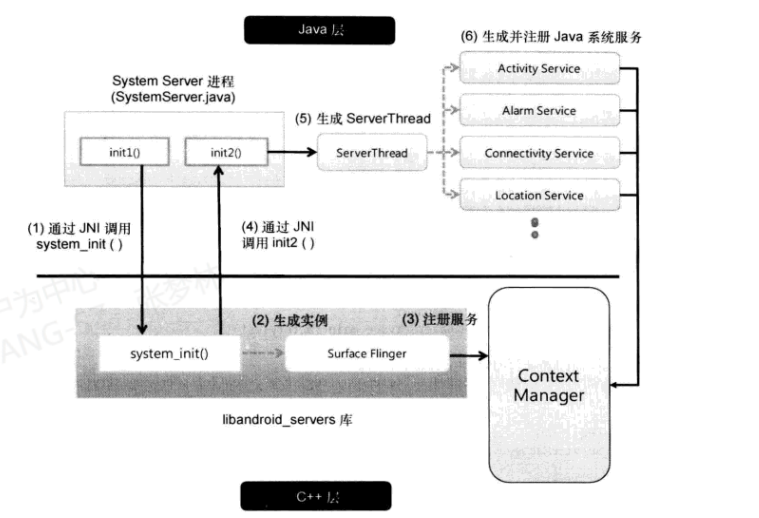 Java 层
(6) 生成并注册 Java 系统服务
System Server 进程
(SystemServer.java)
Activity Service
(5) 生成 ServerThread
Alarm Service
init1()
init2()
ServerThread
Connectivity Service
Location Service
(1) 通过 JNI 调用
system_init ( )
(4) 通过 JNI
调用 init2 ( )
(2) 生成实例
(3) 注册服务
system_init()
Surface Flinger
Context
Manager
libandroid_servers 库
C++ 层